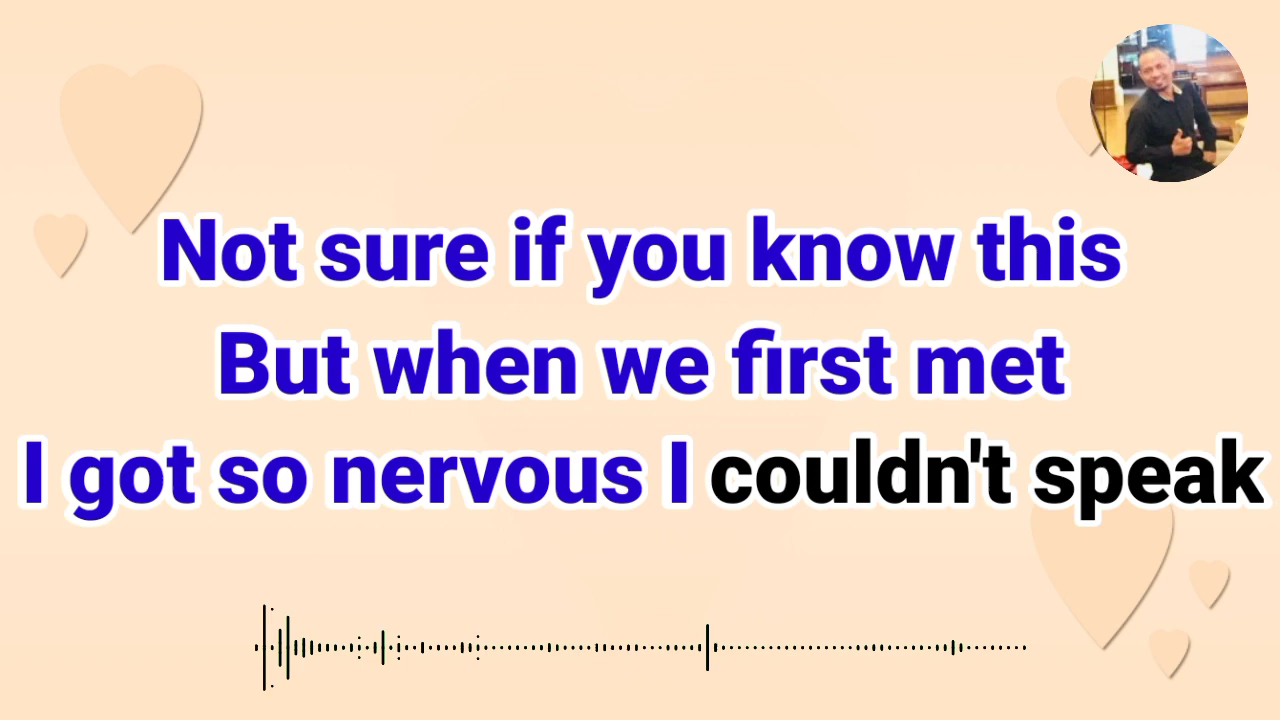 Not sure if you know this
But when we first met
I got so nervous I couldn't speak